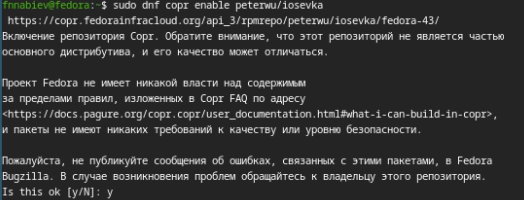 fnnabiev@fedora:~$ sudo dnf copr enable peterwu/iosevka
https://copr.fedorainfracloud.org/api_3/rpmrepo/peterwu/iosevka/fedora-43/
Включение репозитория Copr. Обратите внимание, что этот репозиторий не является частью
основного дистрибутива, и его качество может отличаться.
Проект Fedora не имеет никакой власти над содержимым
за пределами правил, изложенных в Copr FAQ по адресу
<https://docs.pagure.org/copr.copr/user_documentation.html#what-i-can-build-in-copr>,
и пакеты не имеют никаких требований к качеству или уровню безопасности.
Пожалуйста, не публикуйте сообщения об ошибках, связанных с этими пакетами, в Fedora
Bugzilla. В случае возникновения проблем обращайтесь к владельцу этого репозитория.
Is this ok [y/N]: y